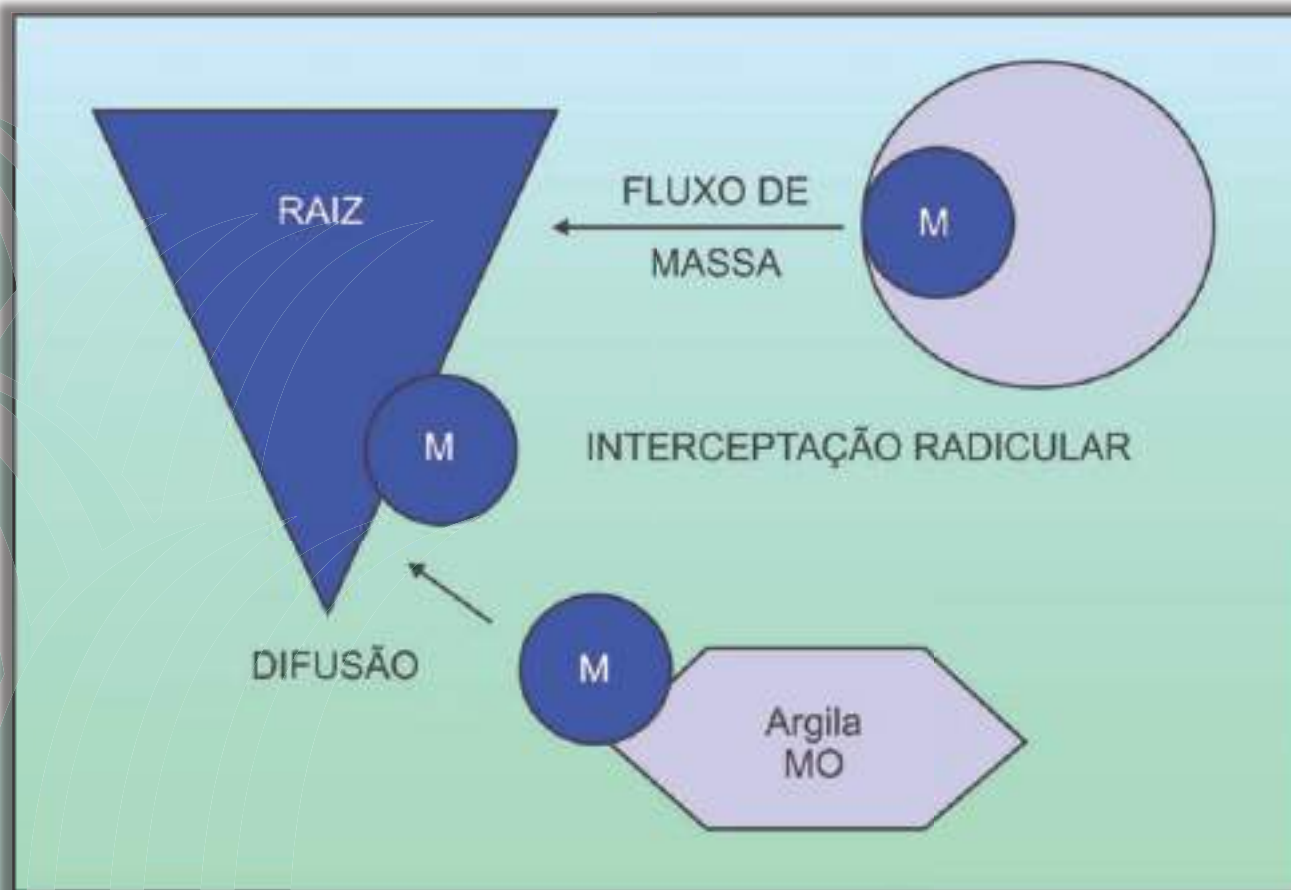 RAIZ
FLUXO DE
MASSA
M
M
INTERCEPTAÇÃO RADICULAR
DIFUSÃO
M
Argila
MO